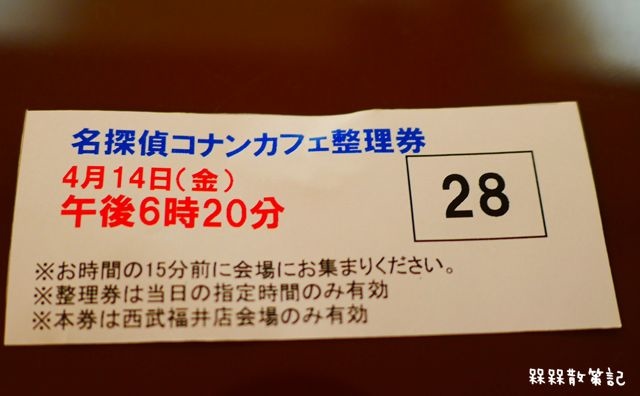 名探偵コナンカフェ整理券
4月14日(金)
午後6時20分
28
※お時間の15分前に会場にお集まりください。
※整理券は当日の指定時間のみ有効
※本券は西武福井店会場のみ有効
槑槑散策記